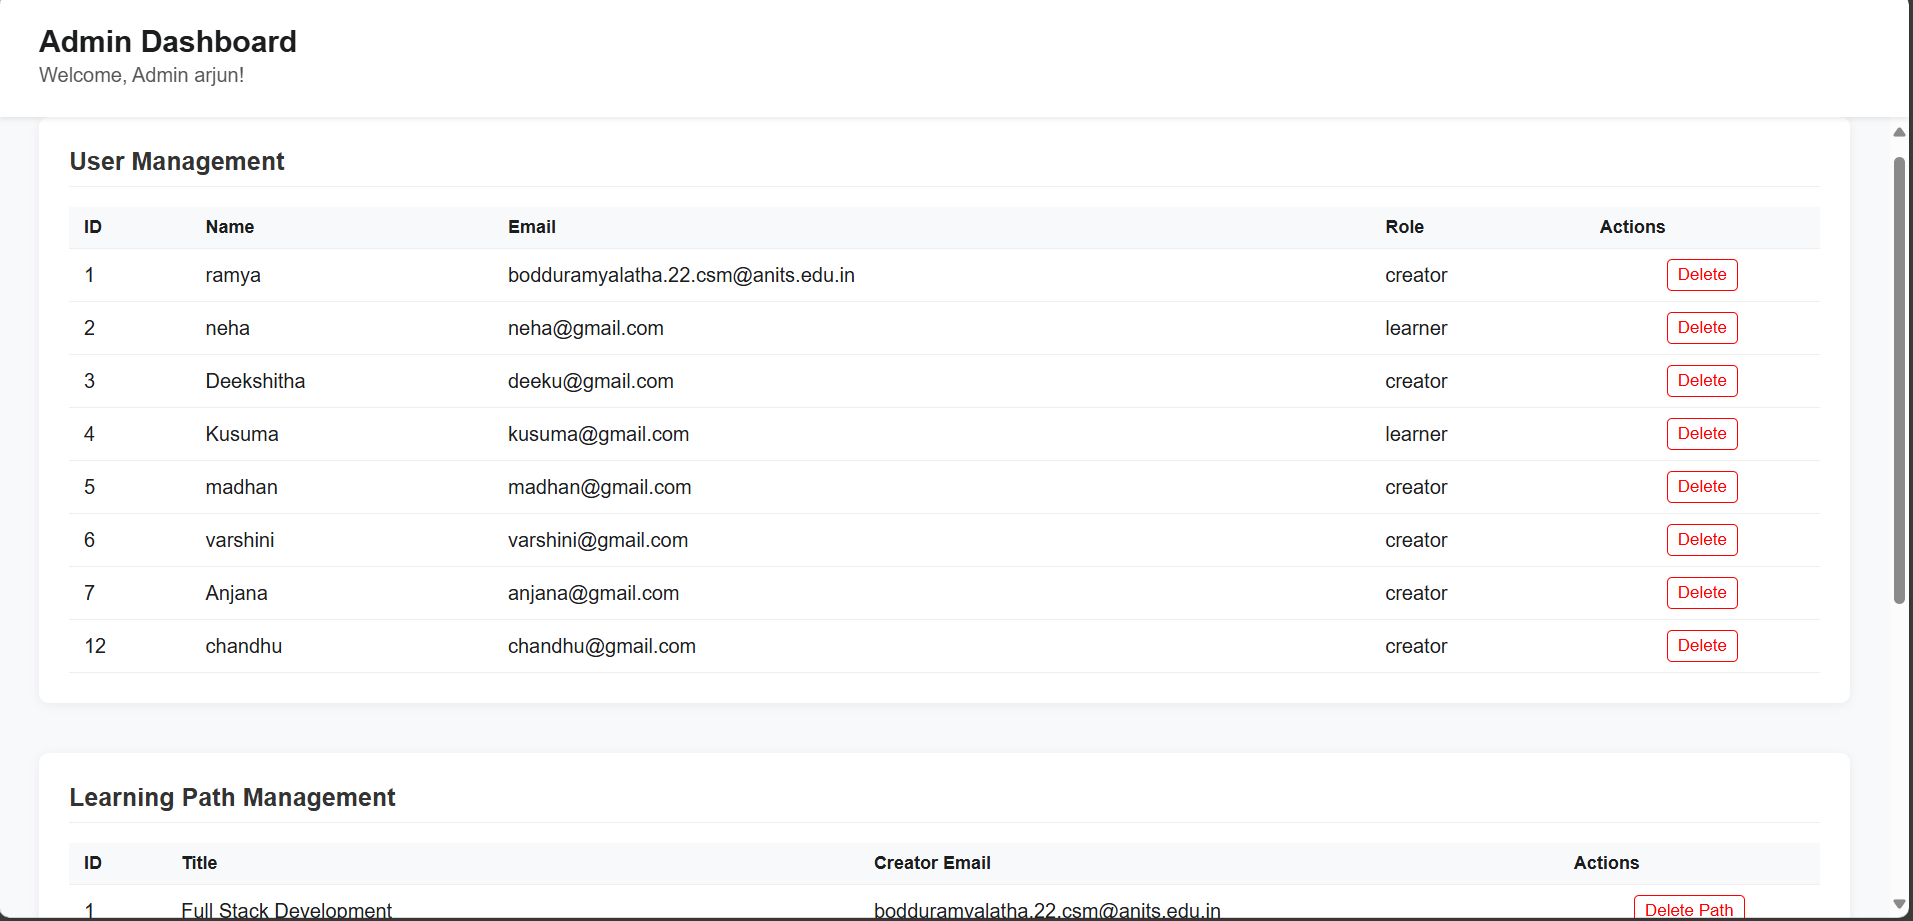 Admin Dashboard
Welcome, Admin arjun!
User Management
ID Name Email Role Actions
1 ramya bodduramyalatha.22.csm@anits.edu.in creator Delete
2 neha neha@gmail.com learner Delete
3 Deekshitha deeku@gmail.com creator Delete
4 Kusuma kusuma@gmail.com learner Delete
5 madhan madhan@gmail.com creator Delete
6 varshini varshini@gmail.com creator Delete
7 Anjana anjana@gmail.com creator Delete
12 chandhu chandhu@gmail.com creator Delete
Learning Path Management
ID Title Creator Email Actions
1 Full Stack Development bodduramyalatha.22.csm@anits.edu.in Delete Path